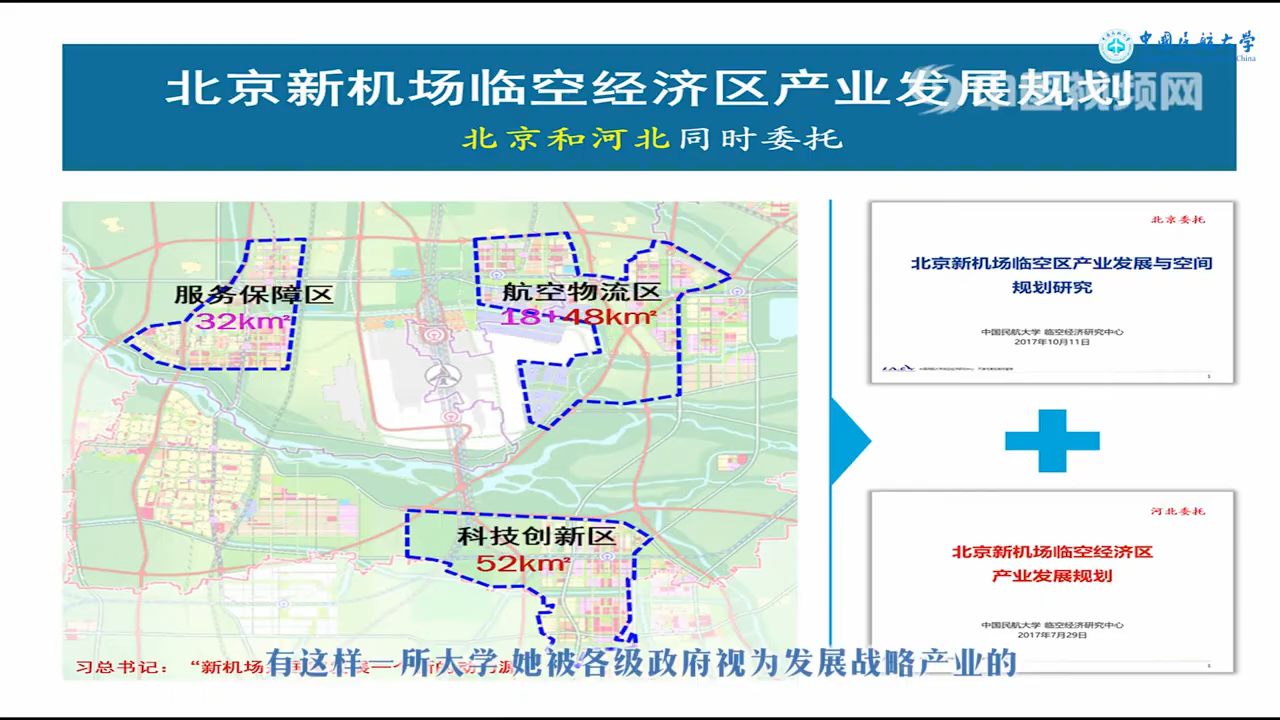 中国民航大学
北京新机场临空经济区产业发展规划
北京和河北同时委托
服务保障区
32km²
航空物流区
18+48km²
科技创新区
52km²
北京委托
北京新机场临空区产业发展与空间
规划研究
中国民航大学 临空经济研究中心
2017年10月11日
1
河北委托
北京新机场临空经济区
产业发展规划
中国民航大学 临空经济研究中心
2017年7月29日
1
习总书记：“新机场
有这样一所大学 她被各级政府视为发展战略产业的